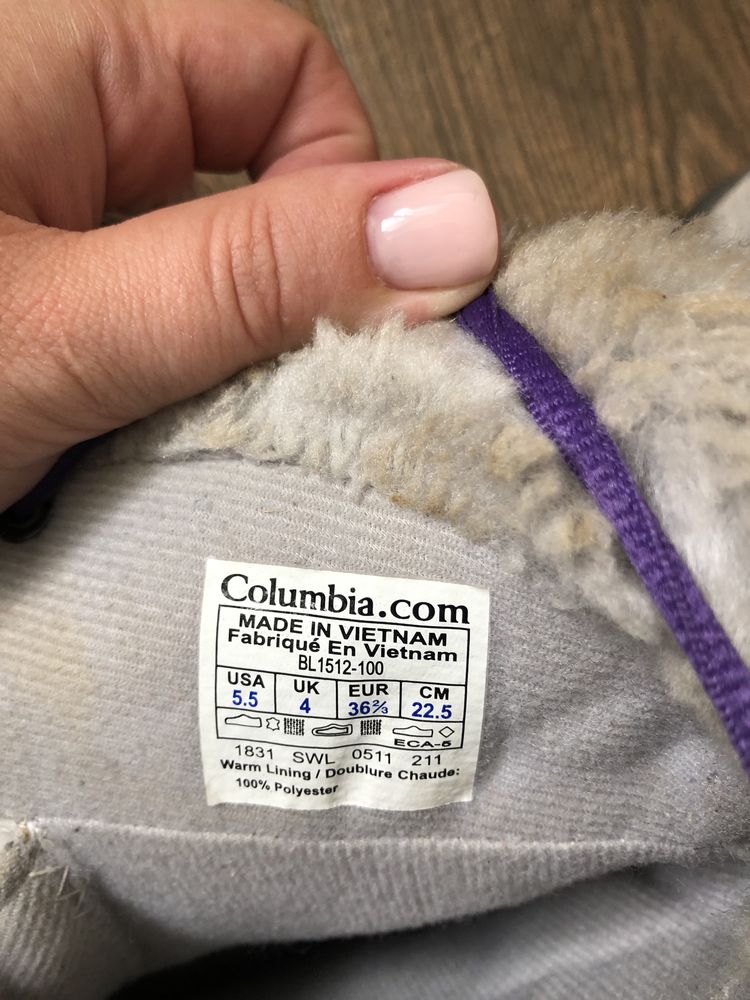 Columbia.com
MADE IN VIETNAM
Fabriqué En Vietnam
BL1512-100
USA UK EUR CM
5.5 4 36⅔ 22.5
ECA-5
1831 SWL 0511 211
Warm Lining / Doublure Chaude:
100% Polyester